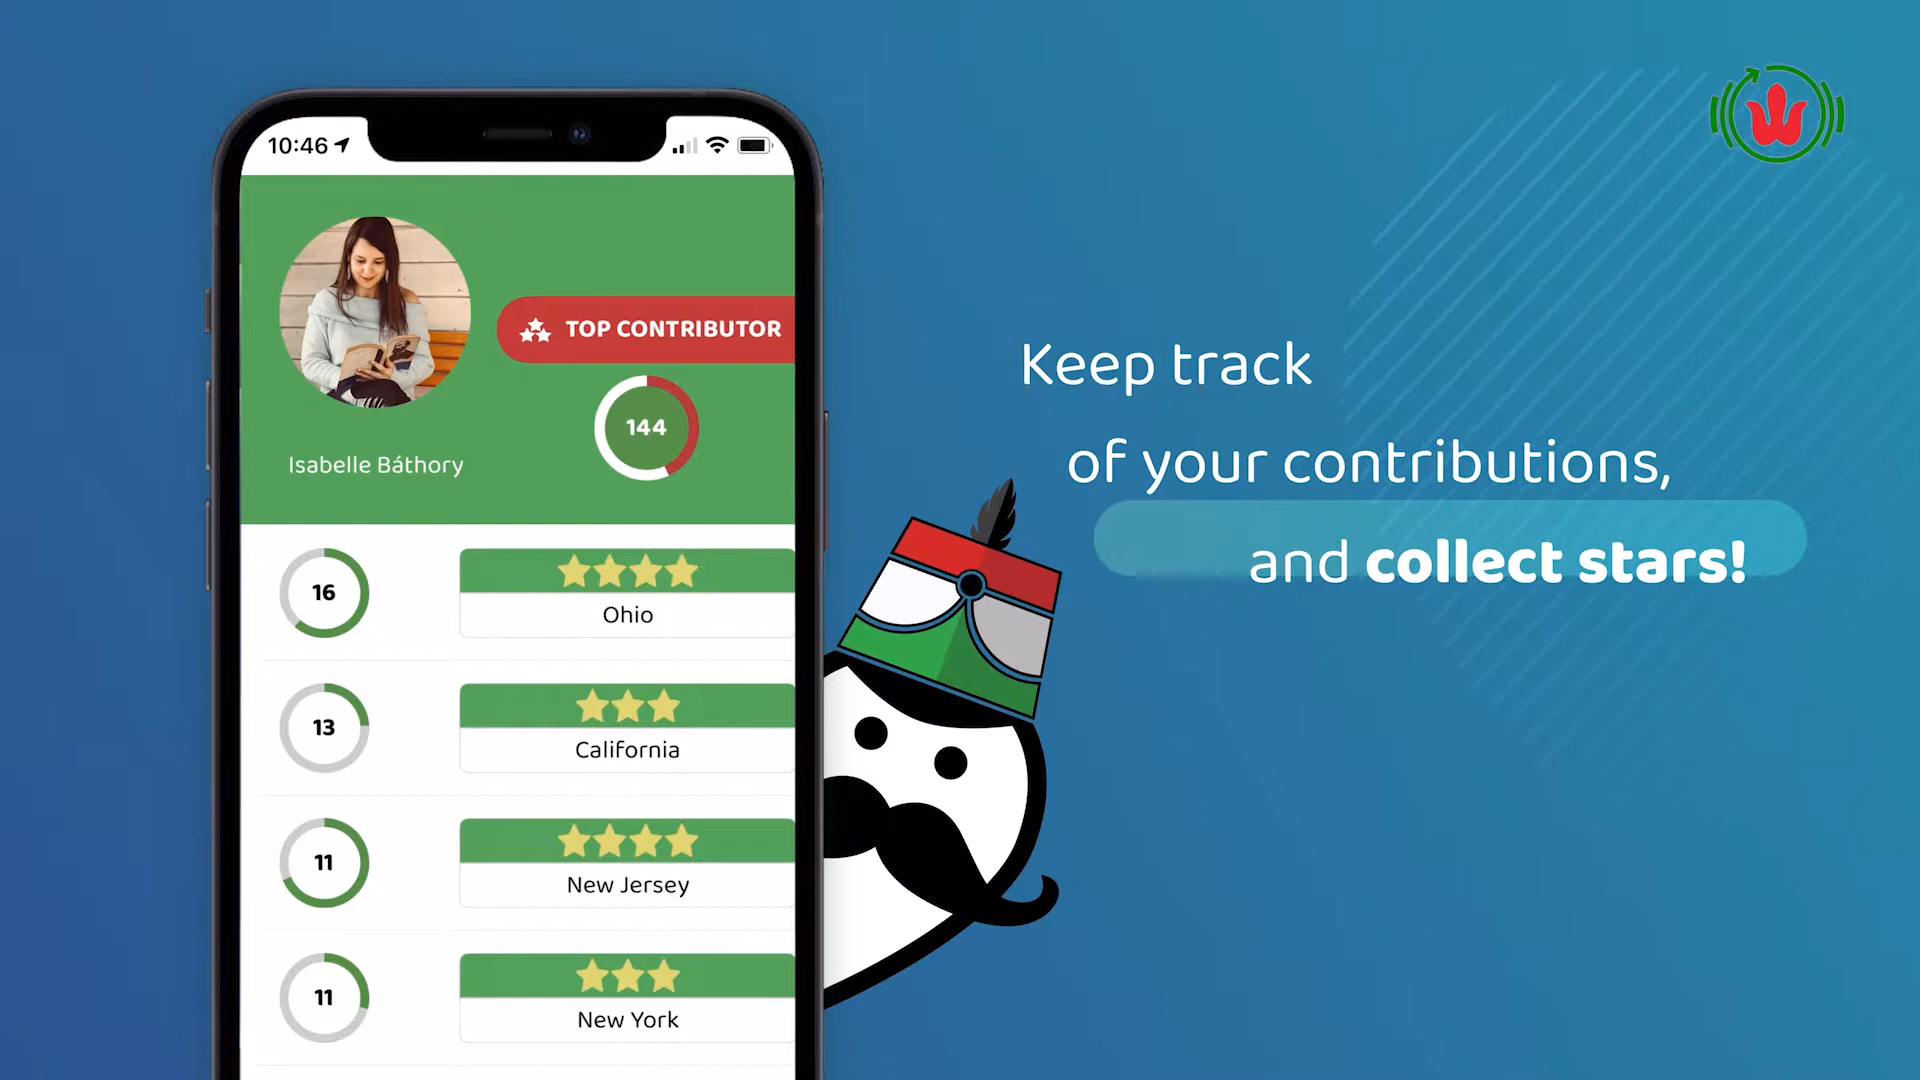 10:46
TOP CONTRIBUTOR
144
Isabelle Báthory
16
Ohio
13
California
11
New Jersey
11
New York
Keep track
of your contributions,
and collect stars!